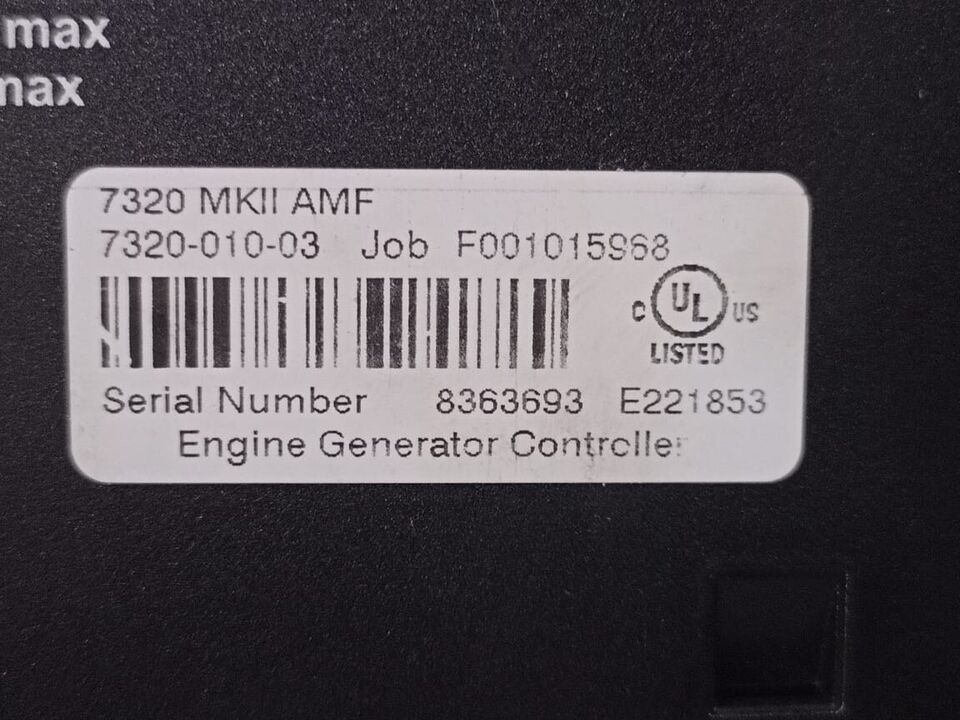 max
max
7320 MKII AMF
7320-010-03 Job F001015968
C UL US
LISTED
Serial Number 8363693 E221853
Engine Generator Controller